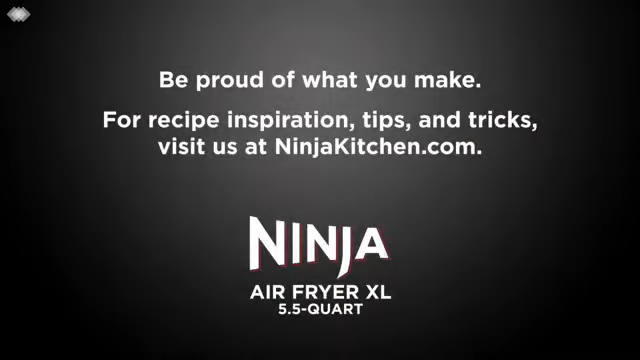 Be proud of what you make.
For recipe inspiration, tips, and tricks,
visit us at NinjaKitchen.com.
NINJA
AIR FRYER XL
5.5-QUART